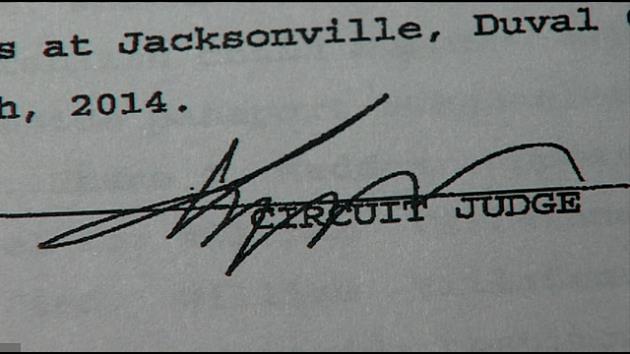 s at Jacksonville, Duval
h, 2014.
CIRCUIT JUDGE